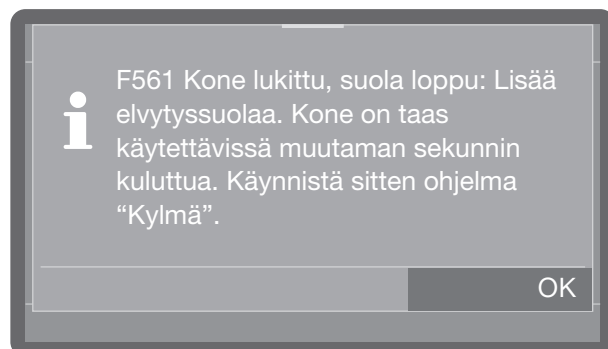 F561 Kone lukittu, suola loppu: Lisää
elvytyssuolaa. Kone on taas
käytettävissä muutaman sekunnin
kuluttua. Käynnistä sitten ohjelma
“Kylmä”.
OK